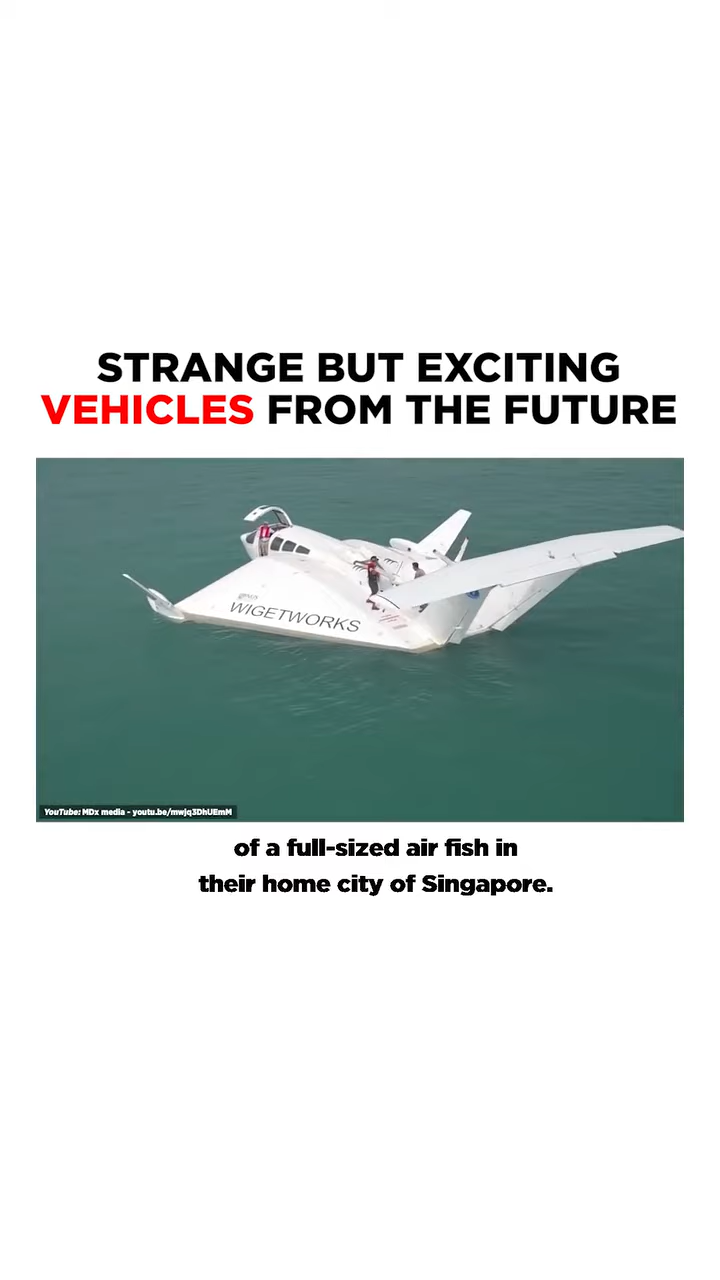 STRANGE BUT EXCITING
VEHICLES FROM THE FUTURE
WIGETWORKS
YouTube: MDx media - youtu.be/mwjq3DhUEmM
of a full-sized air fish in
their home city of Singapore.